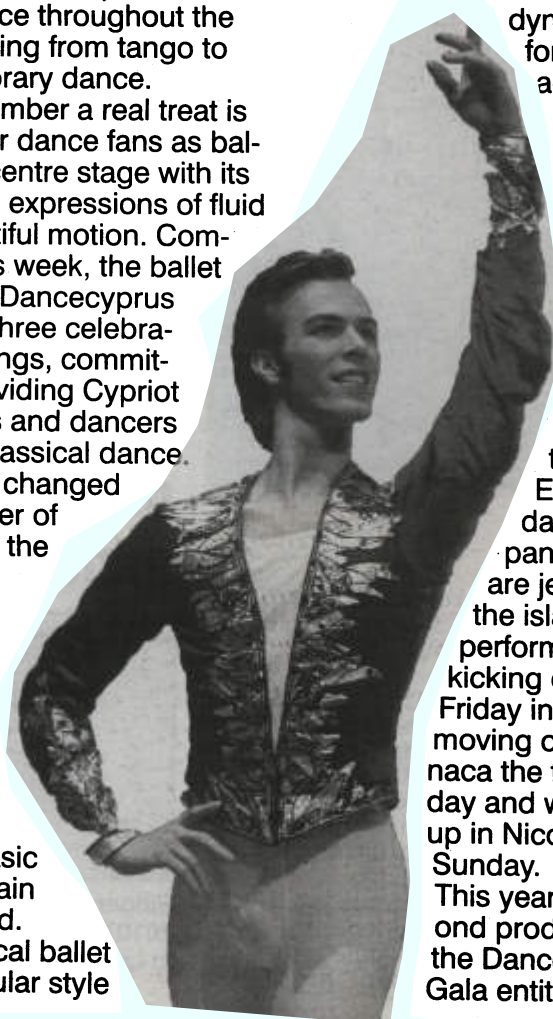 ce throughout the
ing from tango to
rary dance.
mber a real treat is
r dance fans as bal-
entre stage with its
expressions of fluid
iful motion. Com-
s week, the ballet
Dancecyprus
hree celebra-
ngs, commit-
viding Cypriot
s and dancers
assical dance.
changed
er of
the
sic
ain
d.
cal ballet
ular style
dyn
for
a
t
E
da
pan
are je
the isla
perform
kicking
Friday in
moving o
naca the
day and w
up in Nico
Sunday.
This year
ond prod
the Danc
Gala entit